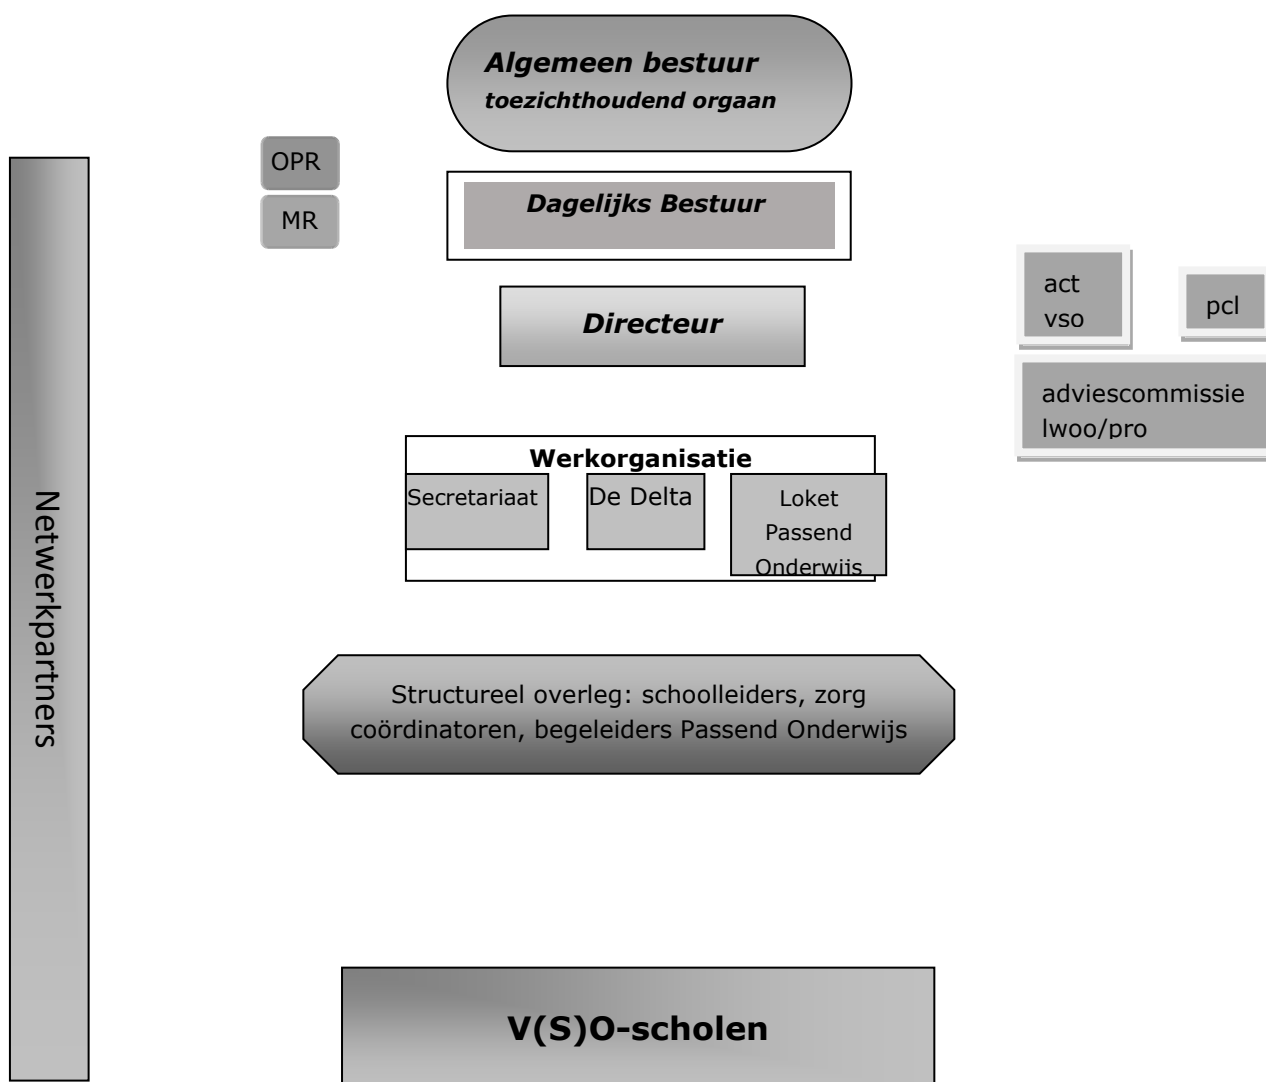 Algemeen bestuur
toezichthoudend orgaan
OPR
MR
Dagelijks Bestuur
Directeur
act
vso
pcl
adviescommissie
lwoo/pro
Werkorganisatie
Secretariaat
De Delta
Loket
Passend
Onderwijs
Netwerkpartners
Structureel overleg: schoolleiders, zorg
coördinatoren, begeleiders Passend Onderwijs
V(S)O-scholen